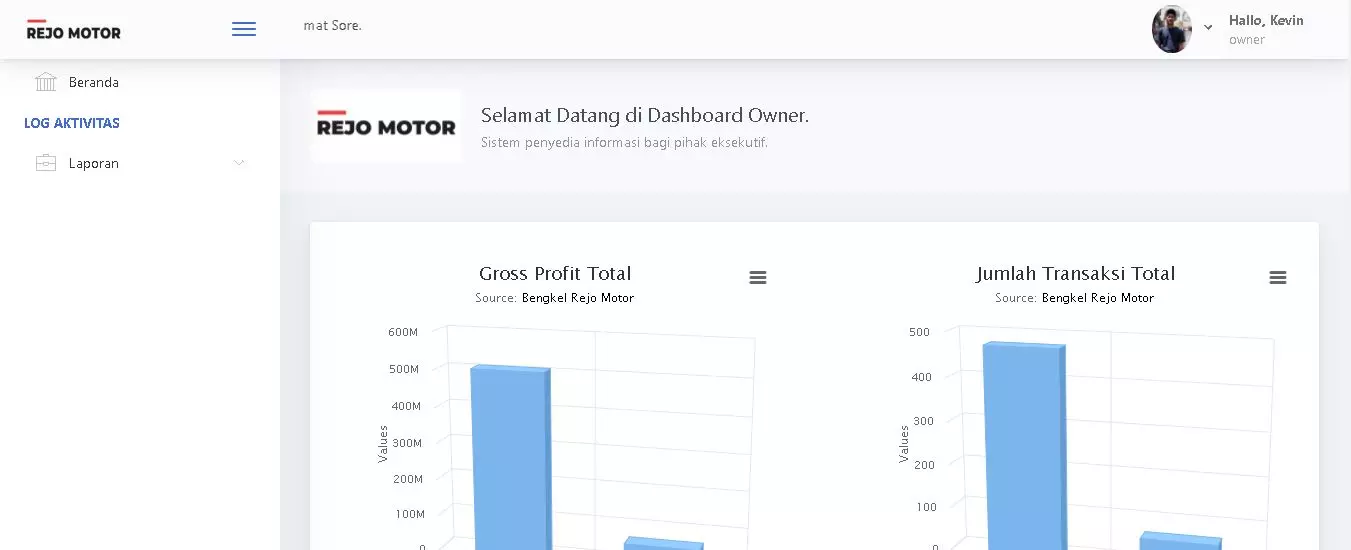 REJO MOTOR
mat Sore.
Hallo, Kevin
owner
Beranda
LOG AKTIVITAS
Laporan
REJO MOTOR
Selamat Datang di Dashboard Owner.
Sistem penyedia informasi bagi pihak eksekutif.
Gross Profit Total
Source: Bengkel Rejo Motor
600M
500M
400M
300M
200M
100M
0
Values
Jumlah Transaksi Total
Source: Bengkel Rejo Motor
500
400
300
200
100
0
Values